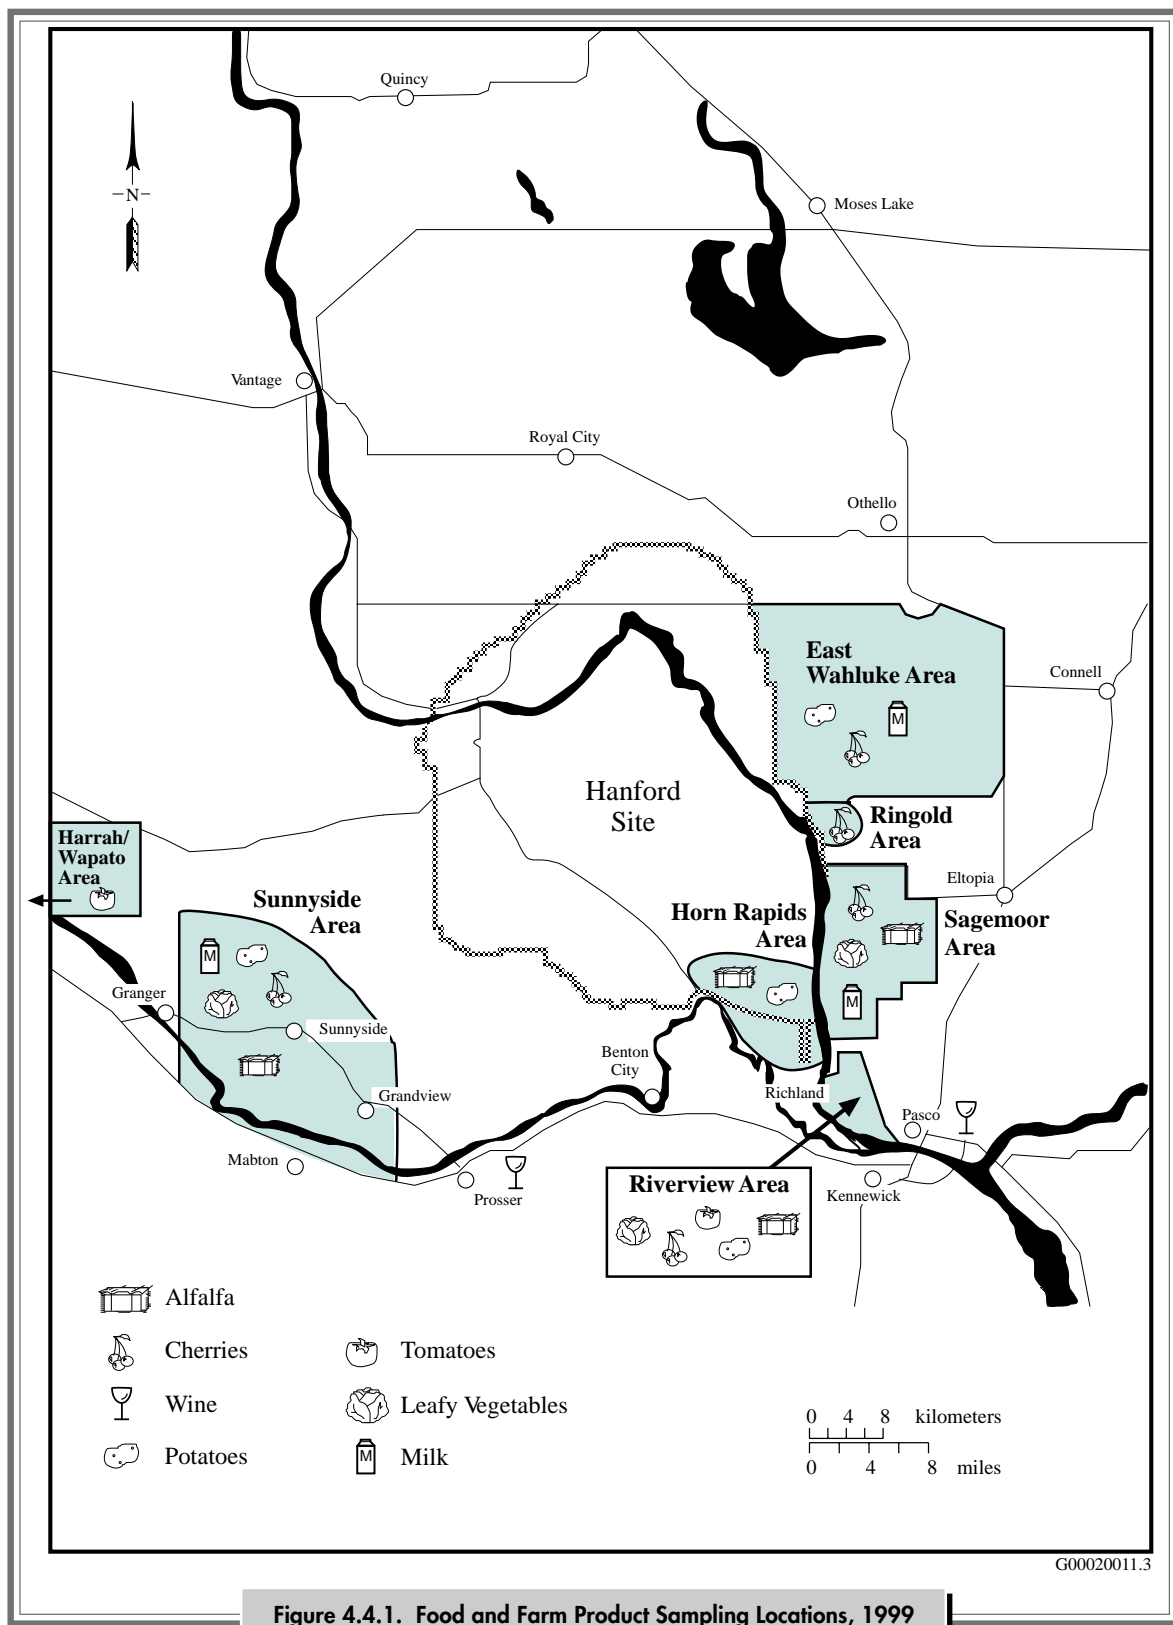 Quincy
N
Moses Lake
Vantage
Royal City
Othello
East
Wahluke Area
M
Connell
Hanford
Site
Ringold
Area
Harrah/
Wapato
Area
Sunnyside
Area
Horn Rapids
Area
Eltopia
Sagemoor
Area
M
Granger
Sunnyside
M
Benton
City
Grandview
Richland
Pasco
Mabton
Prosser
Riverview Area
Kennewick
Alfalfa
Cherries
Tomatoes
Wine
Leafy Vegetables
Potatoes
M
Milk
0 4 8 kilometers
0 4 8 miles
G00020011.3
Figure 4.4.1. Food and Farm Product Sampling Locations, 1999